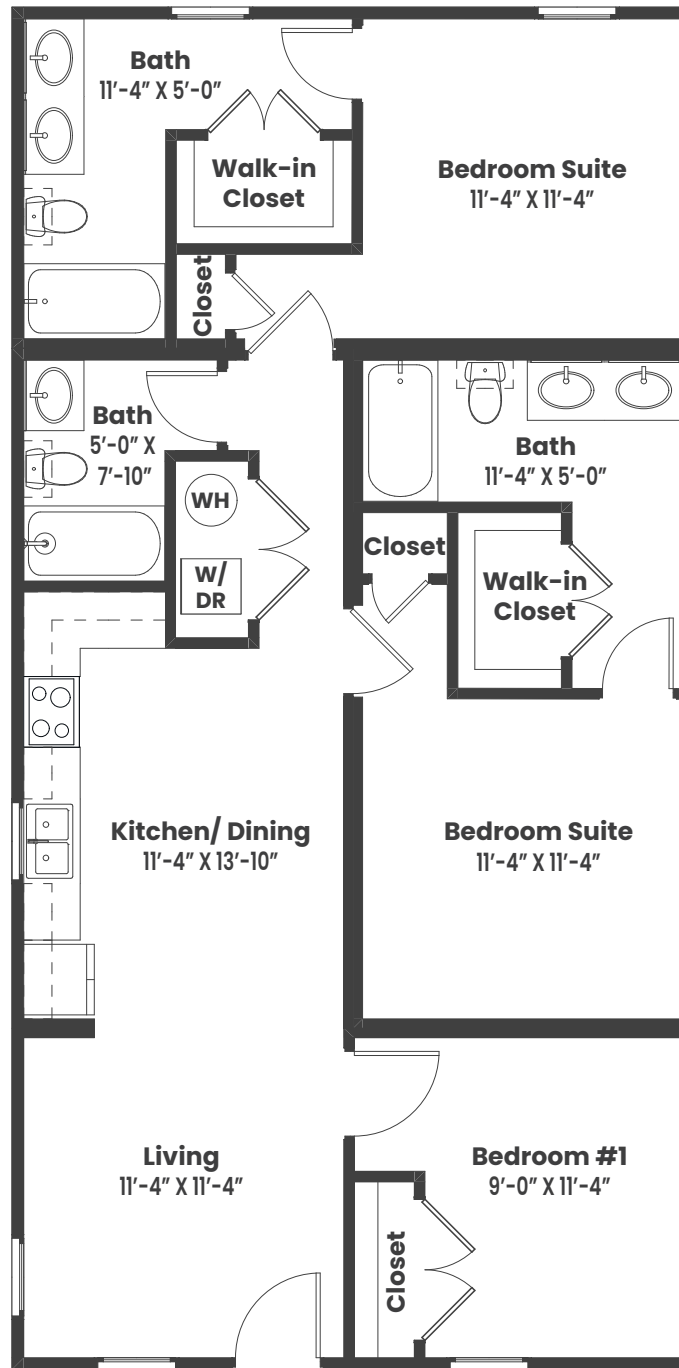 Bath
11’-4” X 5’-0”
Walk-in
Closet
Bedroom Suite
11’-4” X 11’-4”
Closet
Bath
5’-0” X
7’-10”
WH
W/
DR
Bath
11’-4” X 5’-0”
Closet
Walk-in
Closet
Kitchen/ Dining
11’-4” X 13’-10”
Bedroom Suite
11’-4” X 11’-4”
Living
11’-4” X 11’-4”
Bedroom #1
9’-0” X 11’-4”
Closet